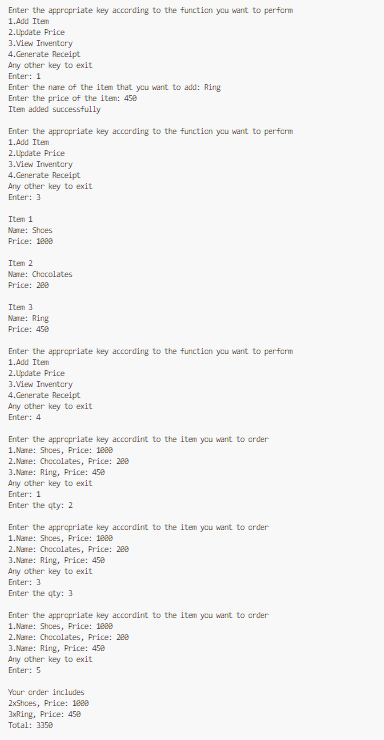 Enter the appropriate key according to the function you want to perform
1.Add Item
2.Update Price
3.View Inventory
4.Generate Receipt
Any other key to exit
Enter: 1
Enter the name of the item that you want to add: Ring
Enter the price of the item: 450
Item added successfully
Enter the appropriate key according to the function you want to perform
1.Add Item
2.Update Price
3.View Inventory
4.Generate Receipt
Any other key to exit
Enter: 3
Item 1
Name: Shoes
Price: 1000
Item 2
Name: Chocolates
Price: 200
Item 3
Name: Ring
Price: 450
Enter the appropriate key according to the function you want to perform
1.Add Item
2.Update Price
3.View Inventory
4.Generate Receipt
Any other key to exit
Enter: 4
Enter the appropriate key accordint to the item you want to order
1.Name: Shoes, Price: 1000
2.Name: Chocolates, Price: 200
3.Name: Ring, Price: 450
Any other key to exit
Enter: 1
Enter the qty: 2
Enter the appropriate key accordint to the item you want to order
1.Name: Shoes, Price: 1000
2.Name: Chocolates, Price: 200
3.Name: Ring, Price: 450
Any other key to exit
Enter: 3
Enter the qty: 3
Enter the appropriate key accordint to the item you want to order
1.Name: Shoes, Price: 1000
2.Name: Chocolates, Price: 200
3.Name: Ring, Price: 450
Any other key to exit
Enter: 5
Your order includes
2xShoes, Price: 1000
3xRing, Price: 450
Total: 3350